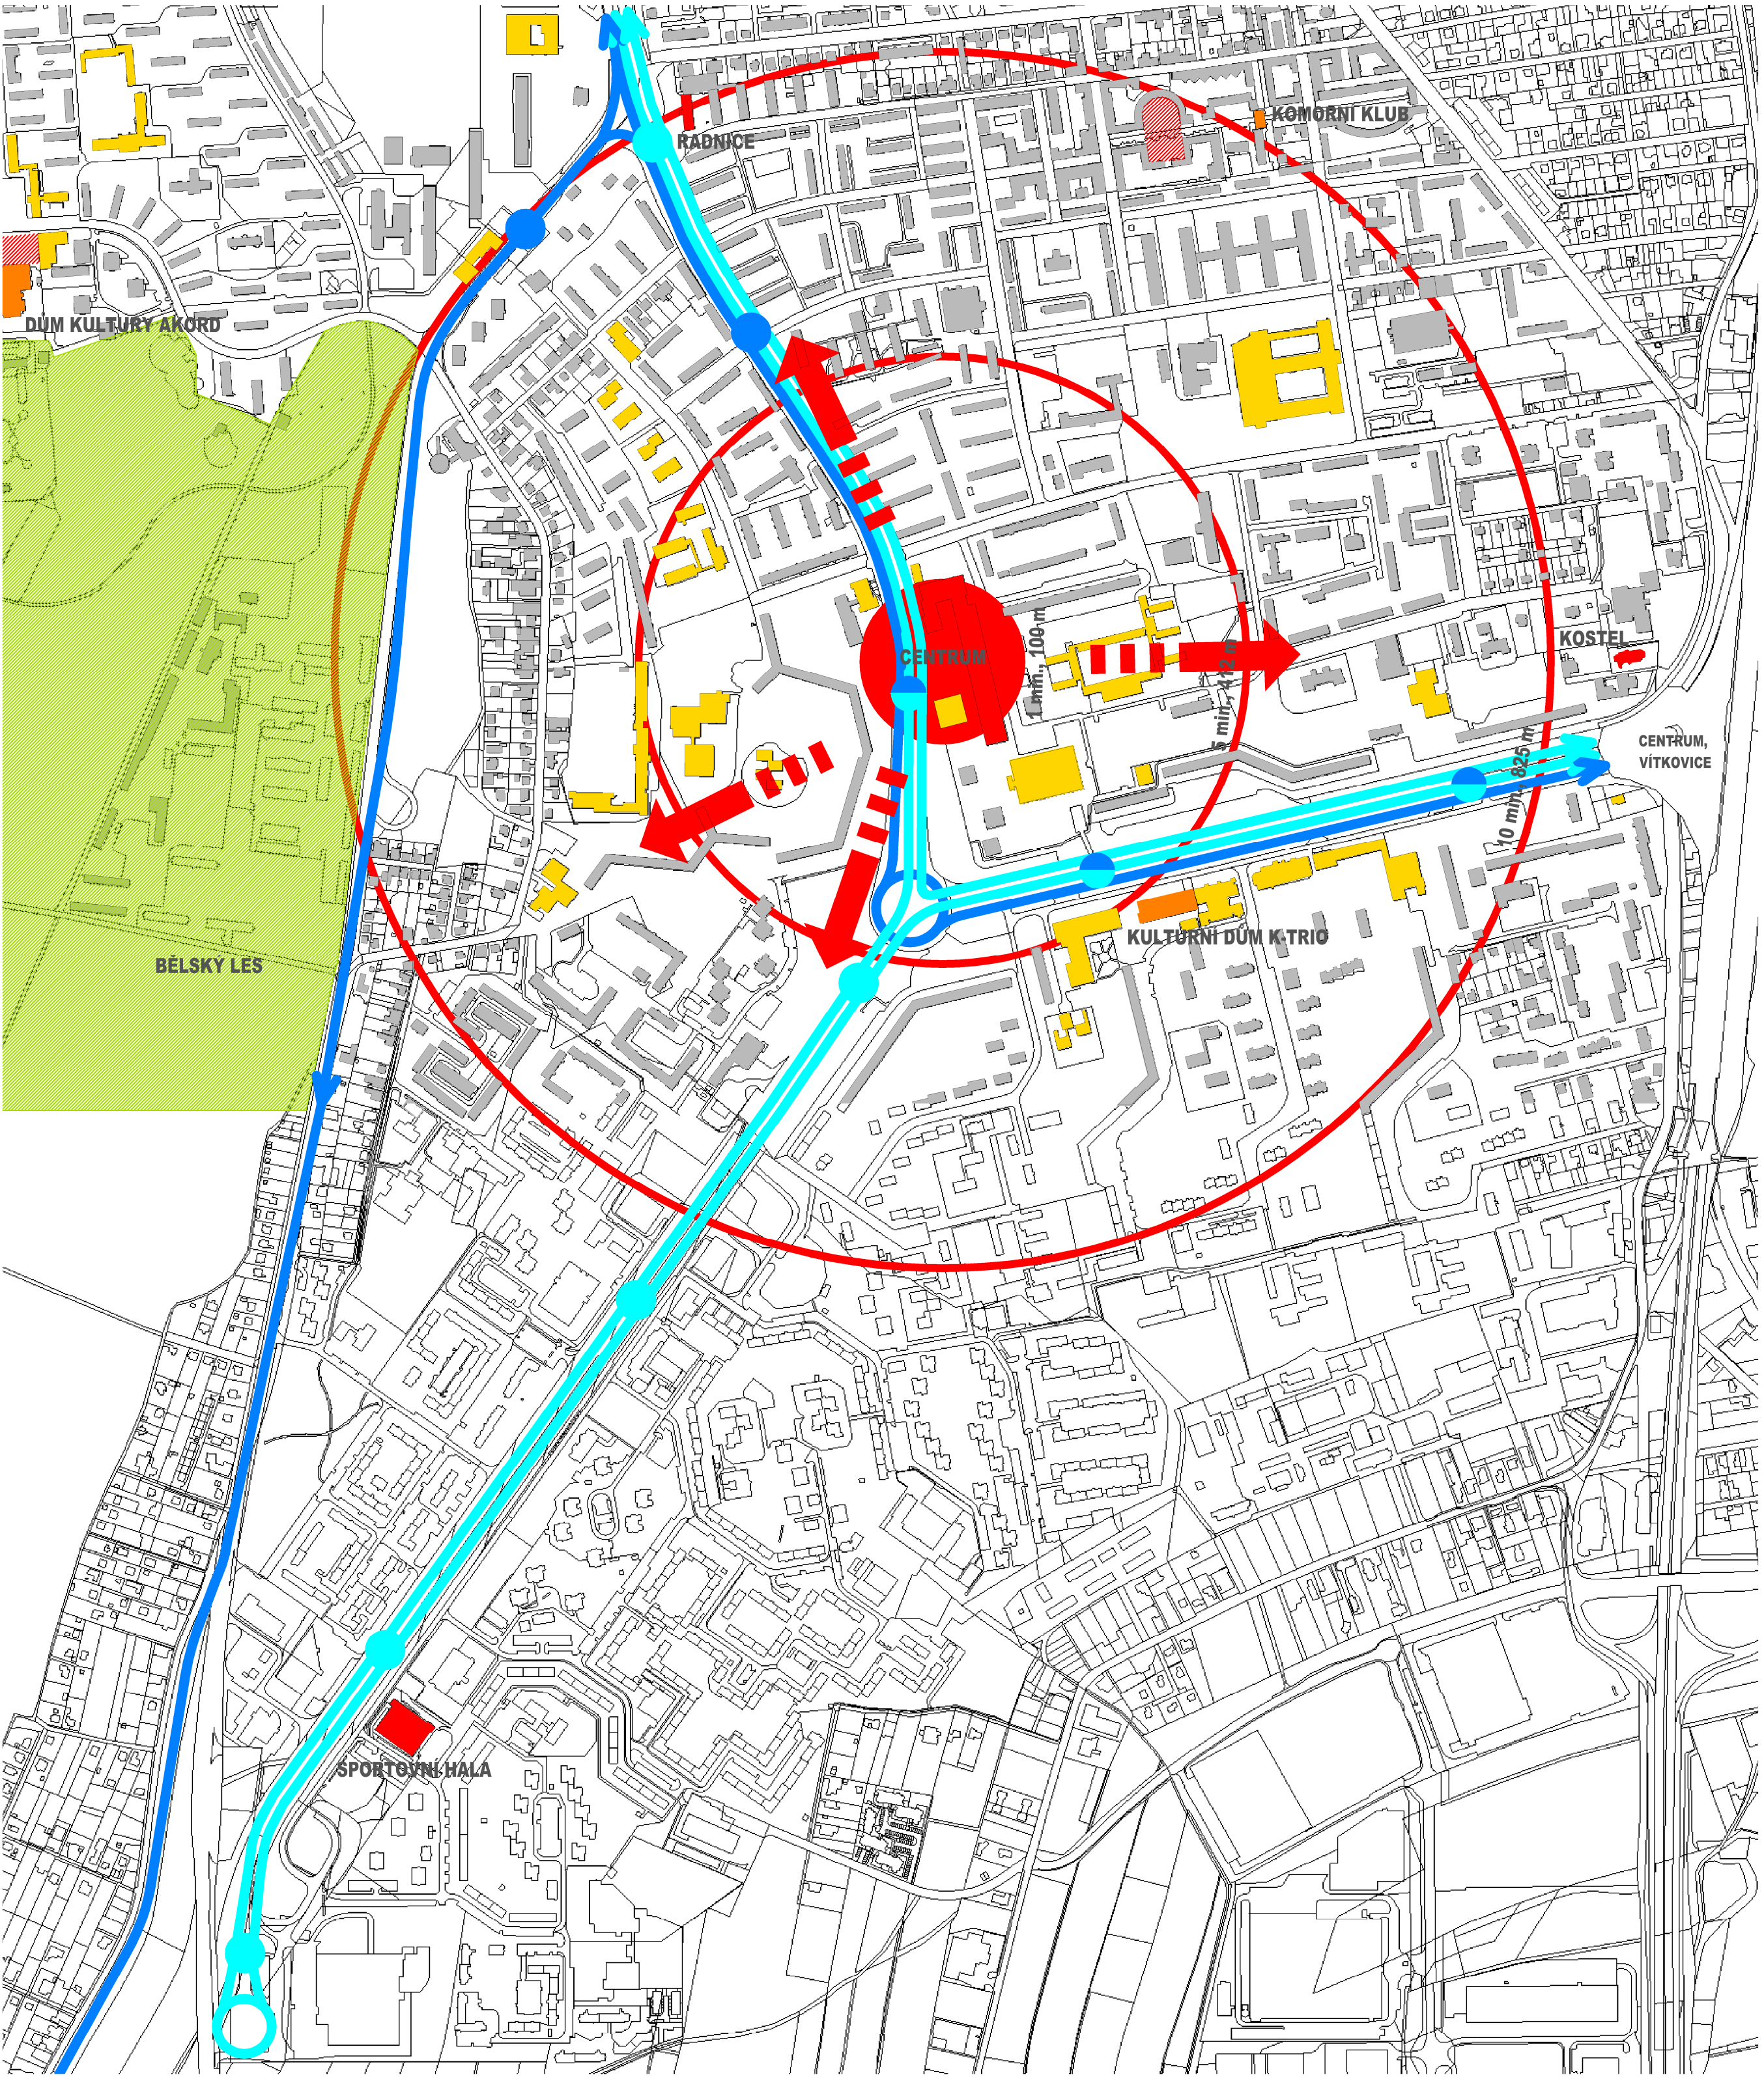 KOMORNÍ KLUB
RADNICE
DŮM KULTURY AKORD
1 min., 100 m
CENTRUM
5 min., 412 m
KOSTEL
CENTRUM,
VÍTKOVICE
10 min., 825 m
KULTURNÍ DŮM K-TRIO
BĚLSKÝ LES
SPORTOVNÍ HALA